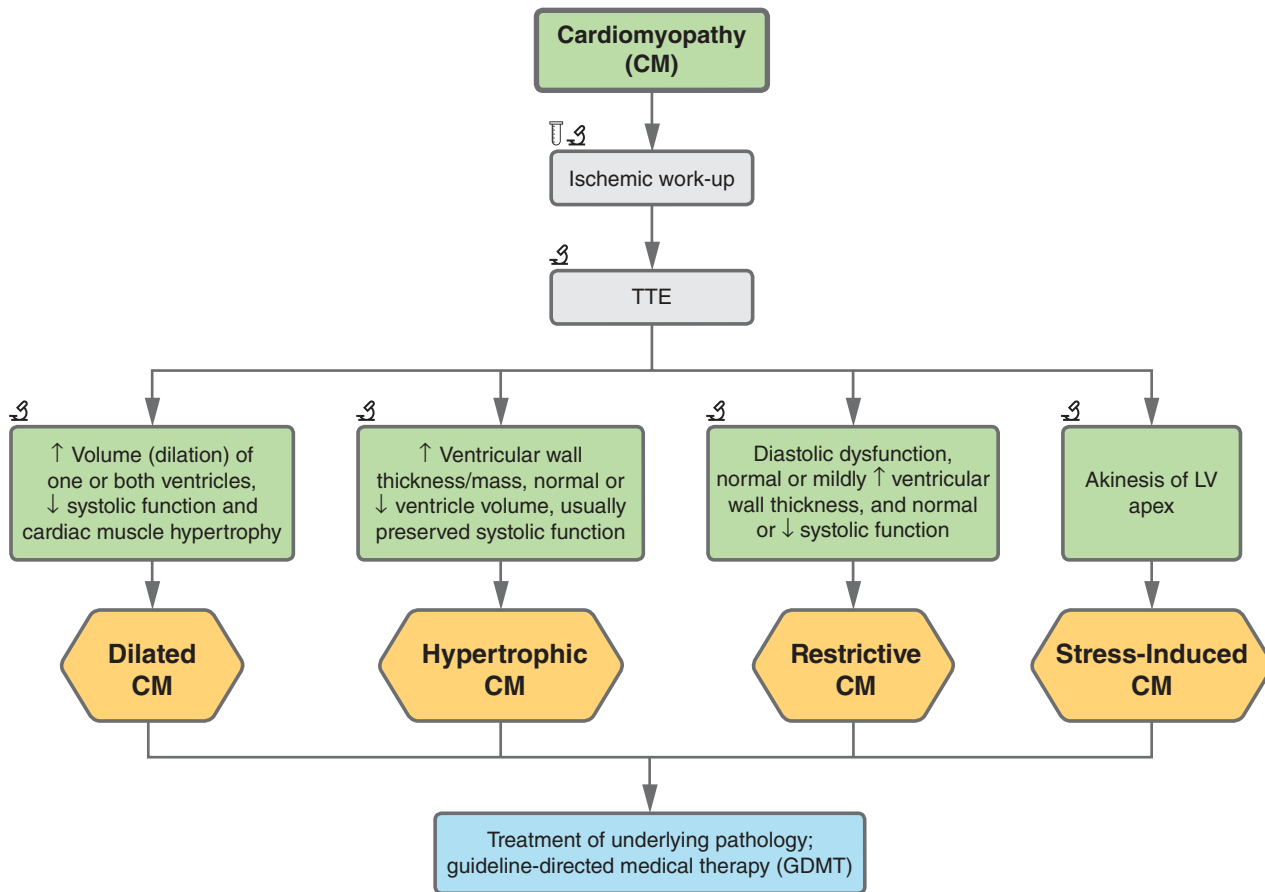 Cardiomyopathy
(CM)
Ischemic work-up
TTE
↑ Volume (dilation) of
one or both ventricles,
↓ systolic function and
cardiac muscle hypertrophy
↑ Ventricular wall
thickness/mass, normal or
↓ ventricle volume, usually
preserved systolic function
Diastolic dysfunction,
normal or mildly ↑ ventricular
wall thickness, and normal
or ↓ systolic function
Akinesis of LV
apex
Dilated
CM
Hypertrophic
CM
Restrictive
CM
Stress-Induced
CM
Treatment of underlying pathology;
guideline-directed medical therapy (GDMT)